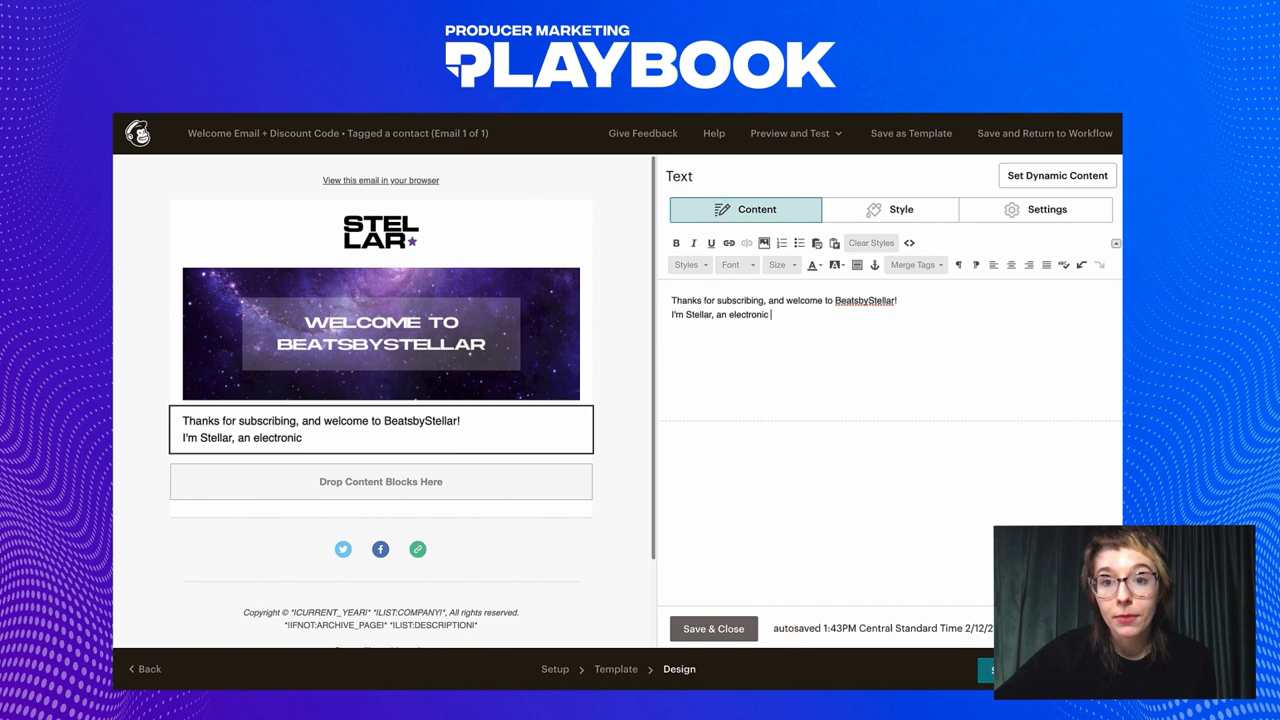 PRODUCER MARKETING
PLAYBOOK
Welcome Email + Discount Code • Tagged a contact (Email 1 of 1)
Give Feedback
Help
Preview and Test
Save as Template
Save and Return to Workflow
View this email in your browser
STEL
LAR
WELCOME TO
BEATSBYSTELLAR
Thanks for subscribing, and welcome to BeatsbyStellar!
I'm Stellar, an electronic
Drop Content Blocks Here
Copyright © *|CURRENT_YEAR|* *|LIST:COMPANY|*, All rights reserved.
*|IFNOT:ARCHIVE_PAGE|* *|LIST:DESCRIPTION|*
Text
Set Dynamic Content
Content
Style
Settings
B I U
Clear Styles
Styles
Font
Size
A
A
Merge Tags
Thanks for subscribing, and welcome to BeatsbyStellar!
I'm Stellar, an electronic
Save & Close
autosaved 1:43PM Central Standard Time 2/12/2
Back
Setup
Template
Design